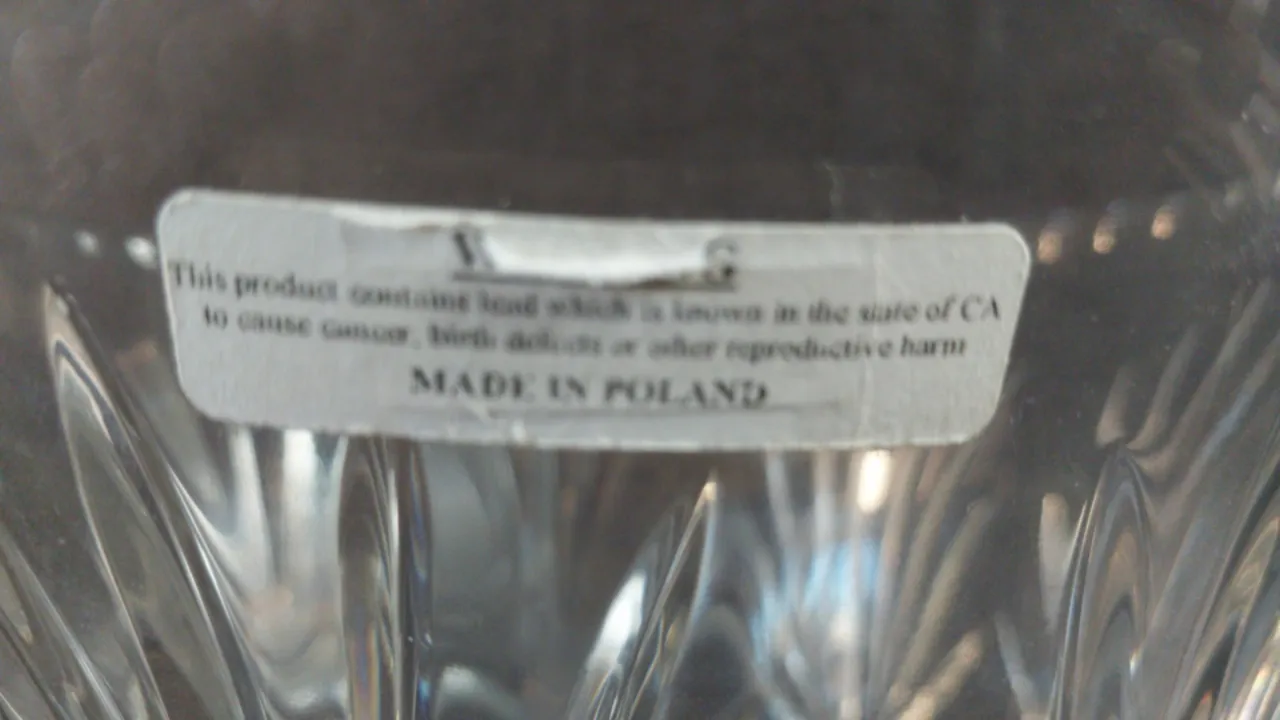 This product contains lead which is known in the state of CA
to cause cancer, birth defects or other reproductive harm
MADE IN POLAND